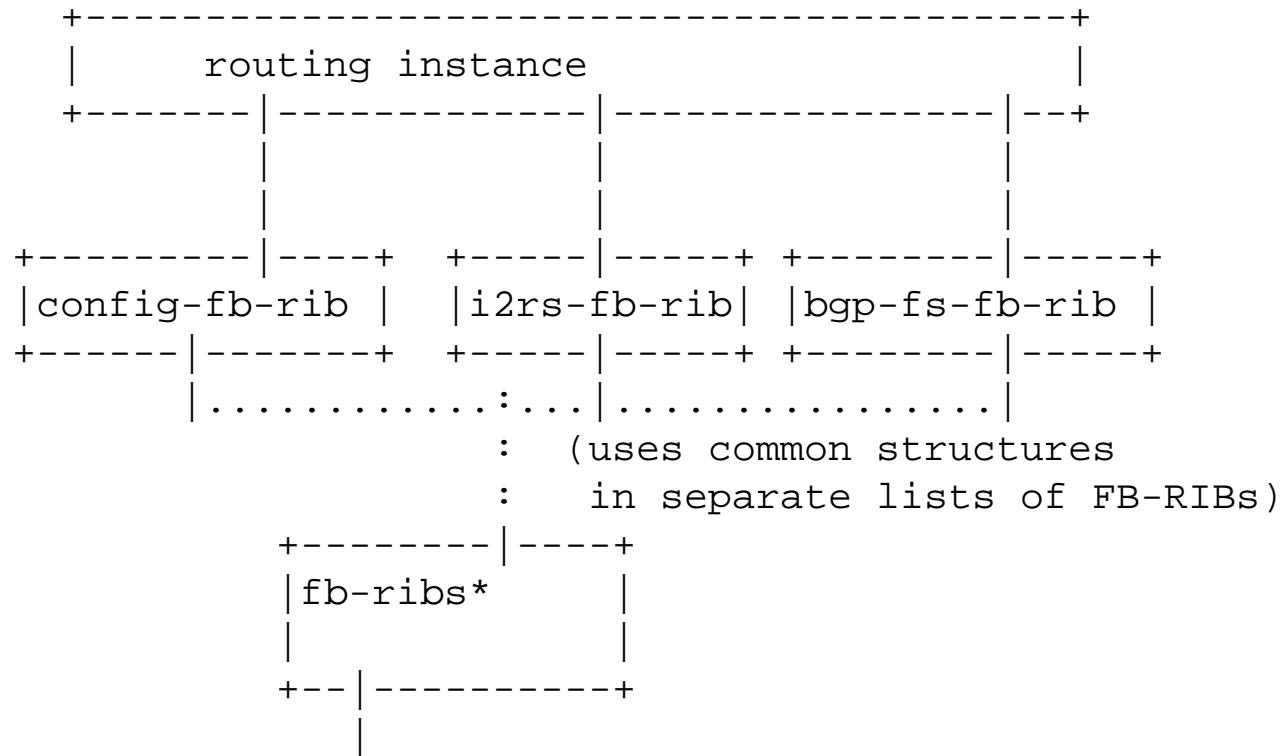 +-----------------------------------------+
|     routing instance                    |
+-------|-------------|----------------|--+
|             |                |
|             |                |
+---------|----+  +-----|-----+ +--------|-----+
|config-fb-rib |  |i2rs-fb-rib| |bgp-fs-fb-rib |
+------|-------+  +-----|-----+ +--------|-----+
|............:...|................|
:  (uses common structures
:   in separate lists of FB-RIBs)
+--------|----+
|fb-ribs*     |
|             |
+--|----------+
|